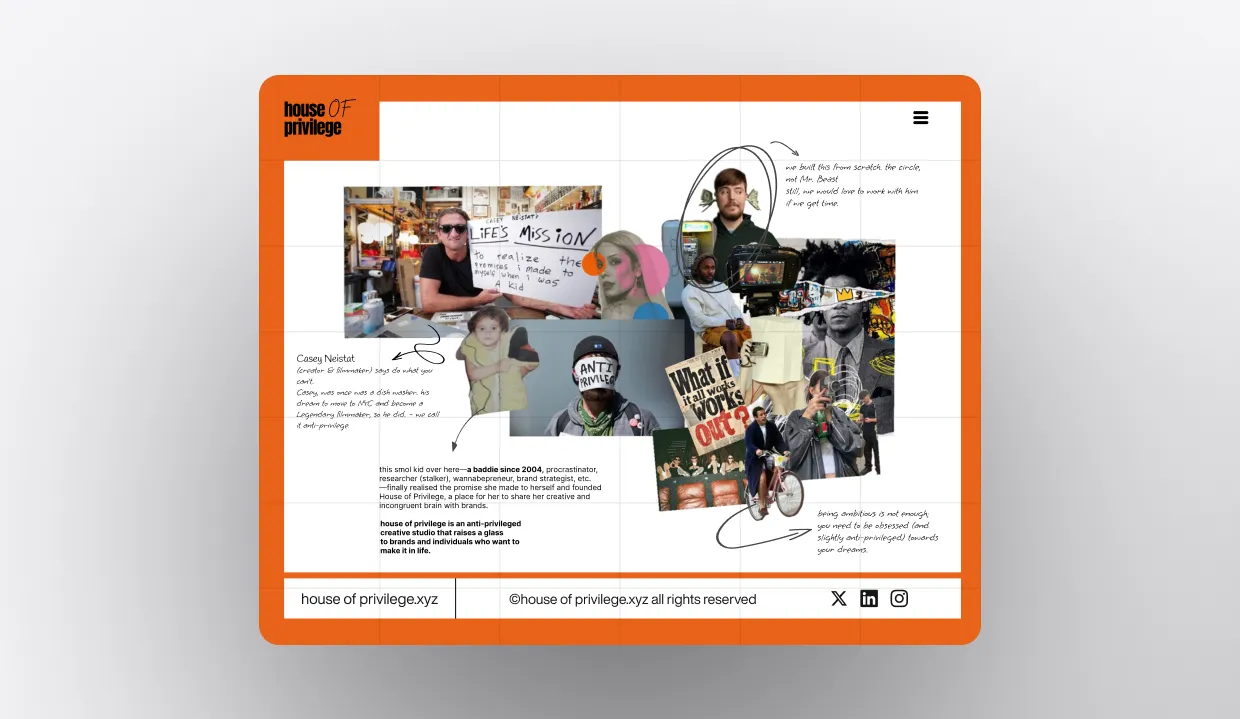 house OF
privilege
we built this from scratch. the circle,
not Mr. Beast
still, we would love to work with him
if we get time.
CASEY NEISTAT'S
LiFE'S MISSION
to realize the
promises i made to
myself when i was
A kid
Casey Neistat
(creator & filmmaker) says do what you
can't.
Casey, was once was a dish washer. his
dream to move to NYC and become a
Legendary filmmaker, so he did. - we call
it anti-privilege.
ANTI
PRIVILEGE
What if
it all works
works
out?
this smol kid over here—a baddie since 2004, procrastinator,
researcher (stalker), wannabepreneur, brand strategist, etc.
—finally realised the promise she made to herself and founded
House of Privilege, a place for her to share her creative and
incongruent brain with brands.
house of privilege is an anti-privileged
creative studio that raises a glass
to brands and individuals who want to
make it in life.
being ambitious is not enough;
you need to be obsessed (and
slightly anti-privileged) towards
your dreams.
house of privilege.xyz
©house of privilege.xyz all rights reserved